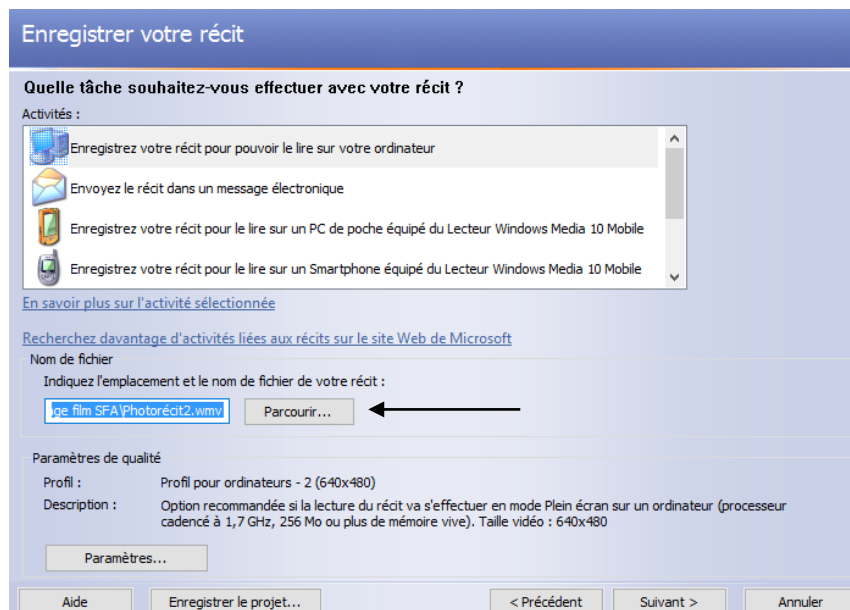 Enregistrer votre récit
Quelle tâche souhaitez-vous effectuer avec votre récit ?
Activités :
Enregistrez votre récit pour pouvoir le lire sur votre ordinateur
Envoyez le récit dans un message électronique
Enregistrez votre récit pour le lire sur un PC de poche équipé du Lecteur Windows Media 10 Mobile
Enregistrez votre récit pour le lire sur un Smartphone équipé du Lecteur Windows Media 10 Mobile
En savoir plus sur l'activité sélectionnée
Recherchez davantage d'activités liées aux récits sur le site Web de Microsoft
Nom de fichier
Indiquez l'emplacement et le nom de fichier de votre récit :
ge film SFA\Photorécit2.wmv Parcourir...
Paramètres de qualité
Profil : Profil pour ordinateurs - 2 (640x480)
Description : Option recommandée si la lecture du récit va s'effectuer en mode Plein écran sur un ordinateur (processeur
cadencé à 1,7 GHz, 256 Mo ou plus de mémoire vive). Taille vidéo : 640x480
Paramètres...
Aide Enregistrer le projet... < Précédent Suivant > Annuler